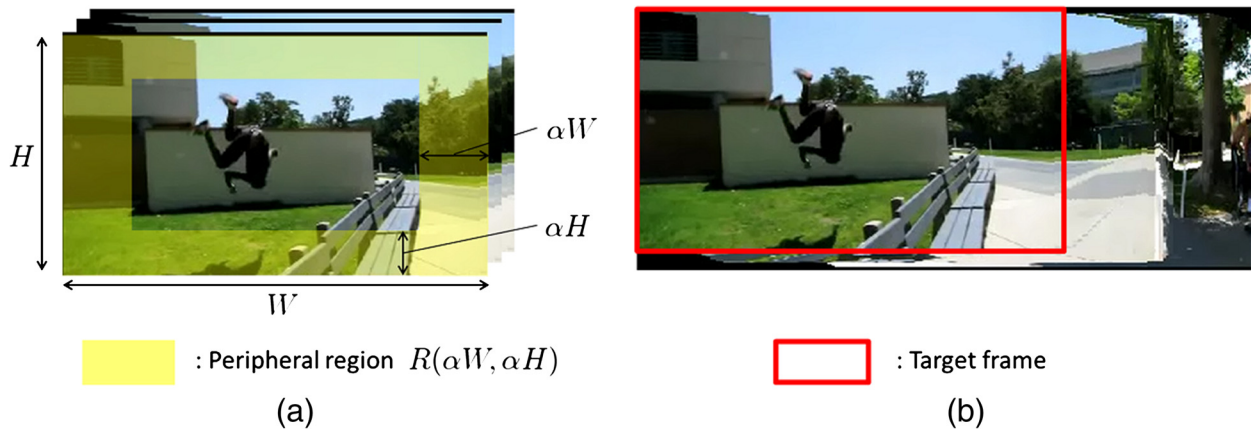 H
αW
αH
W
: Peripheral region R(αW, αH)
: Target frame
(a)
(b)